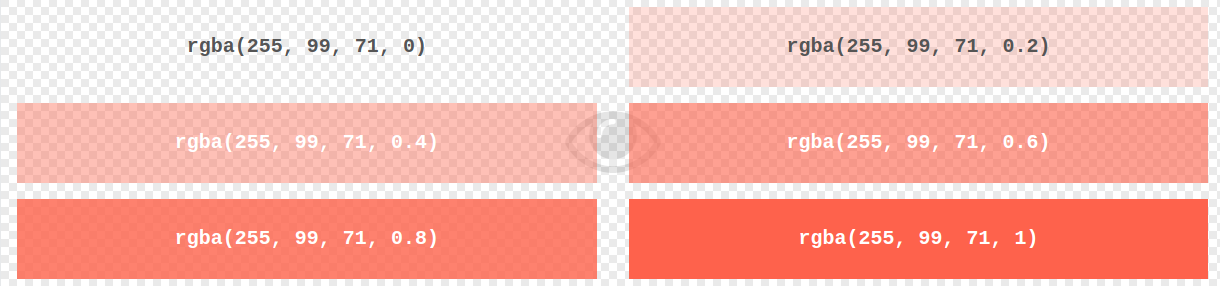 rgba(255, 99, 71, 0)
rgba(255, 99, 71, 0.2)
rgba(255, 99, 71, 0.4)
rgba(255, 99, 71, 0.6)
rgba(255, 99, 71, 0.8)
rgba(255, 99, 71, 1)